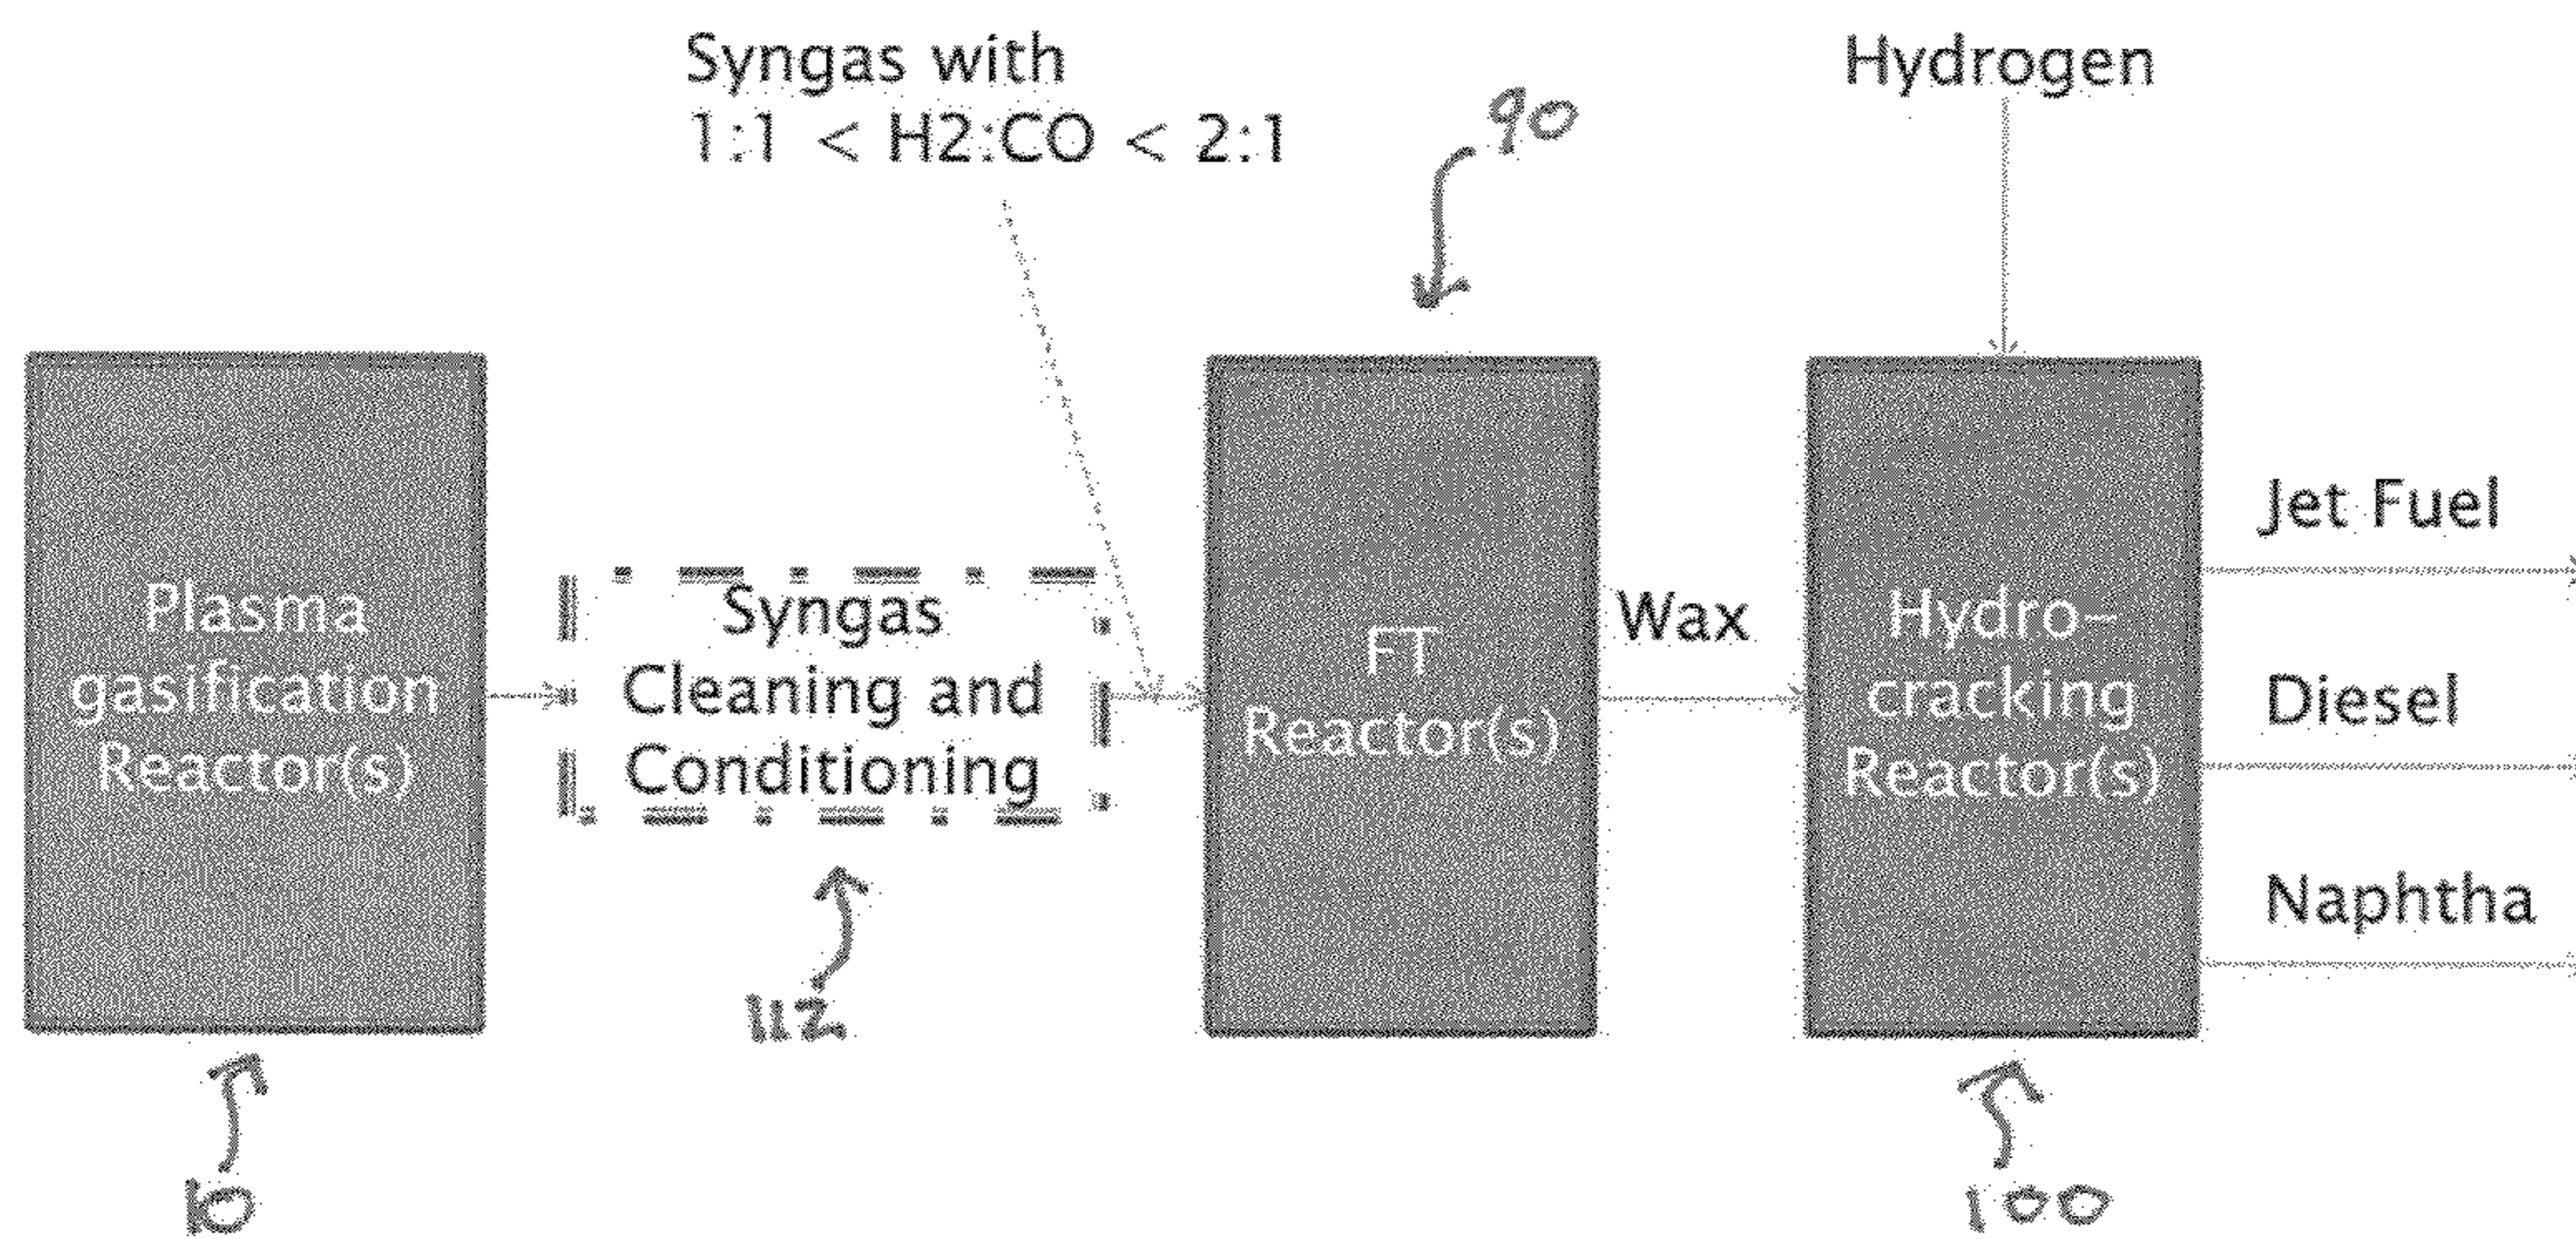 Syngas with
1:1 < H2:CO < 2:1
90
Hydrogen
Plasma
gasification
Reactor(s)
Syngas
Cleaning and
Conditioning
FT
Reactor(s)
Wax
Hydro-
cracking
Reactor(s)
Jet Fuel
Diesel
Naphtha
10
112
100